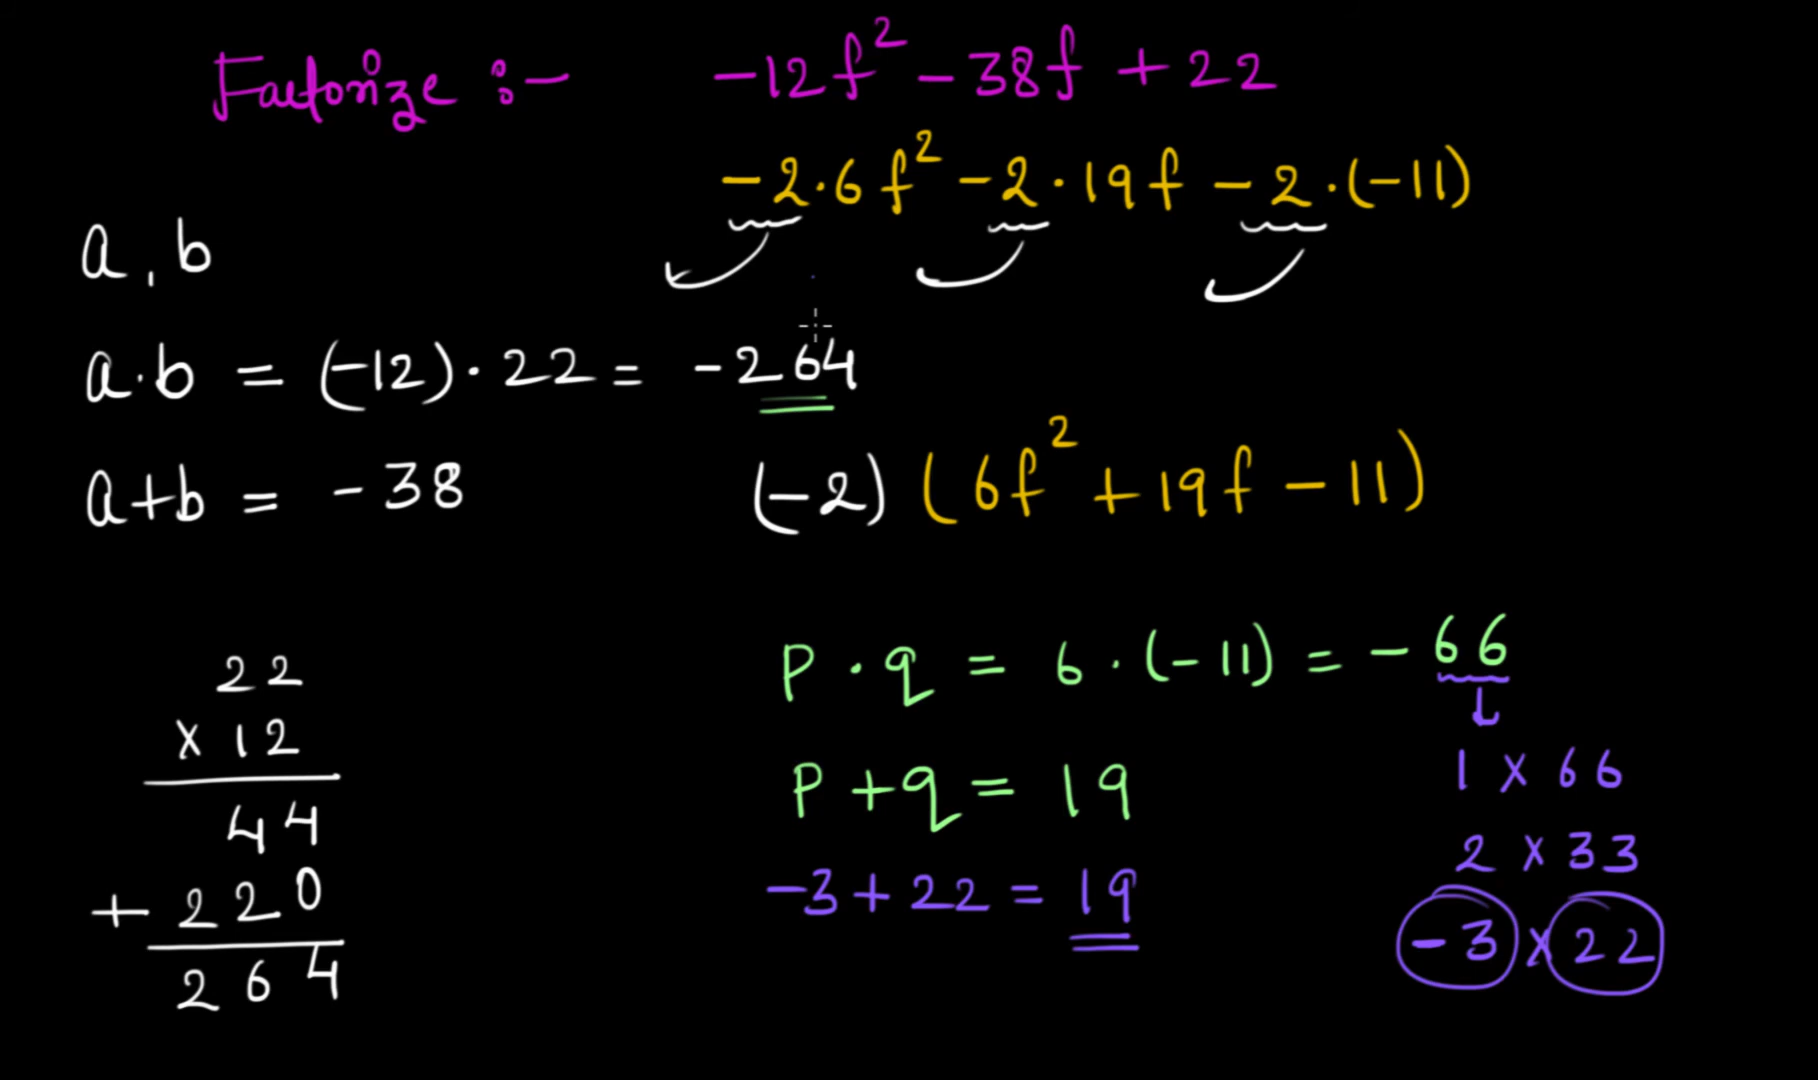 Factorize :- -12f² - 38f + 22
-2·6f² - 2·19f - 2·(-11)
a, b
a·b = (-12)·22 = -264
a+b = -38
(-2) (6f² + 19f - 11)
22
x 12
44
+ 220
264
P · q = 6 · (-11) = - 66
P + q = 19
-3 + 22 = 19
1 x 66
2 x 33
-3 x 22